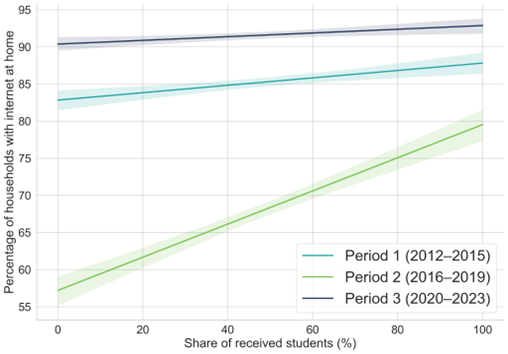 Percentage of households with internet at home
95
90
85
80
75
70
65
60
55
0 20 40 60 80 100
Share of received students (%)
Period 1 (2012–2015)
Period 2 (2016–2019)
Period 3 (2020–2023)